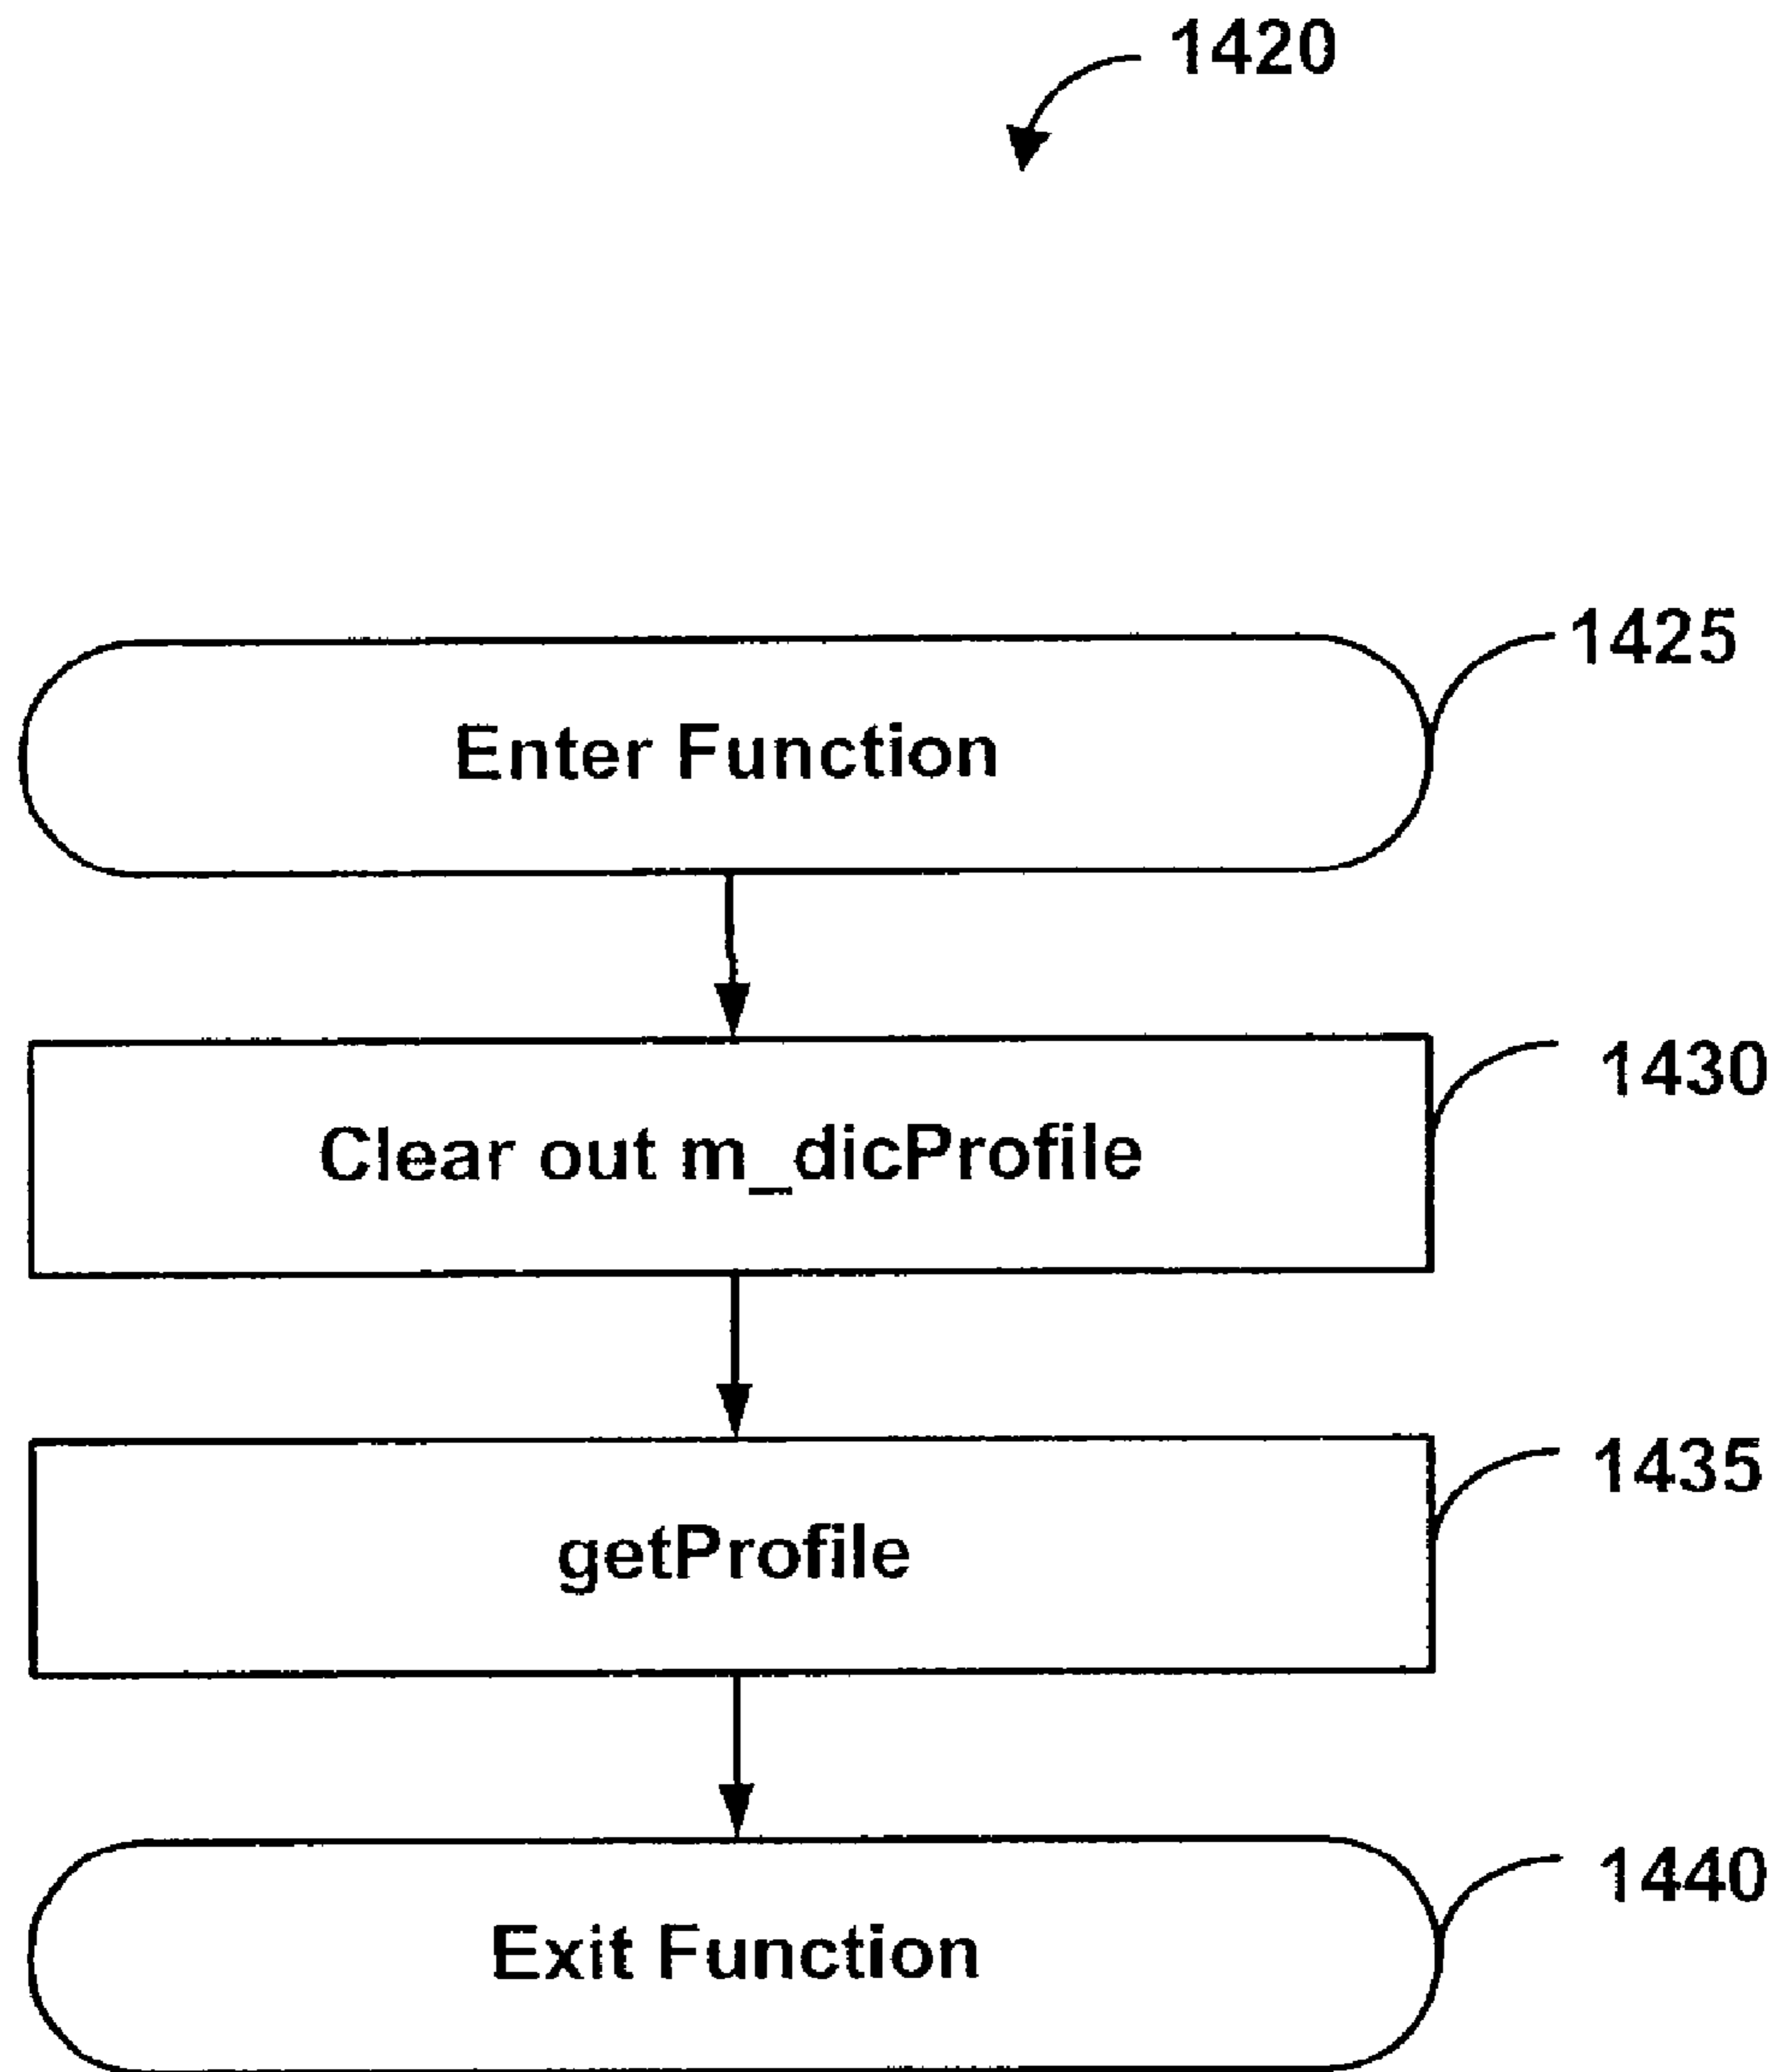 1420
1425
Enter Function
1430
Clear out m_dicProfile
1435
getProfile
1440
Exit Function